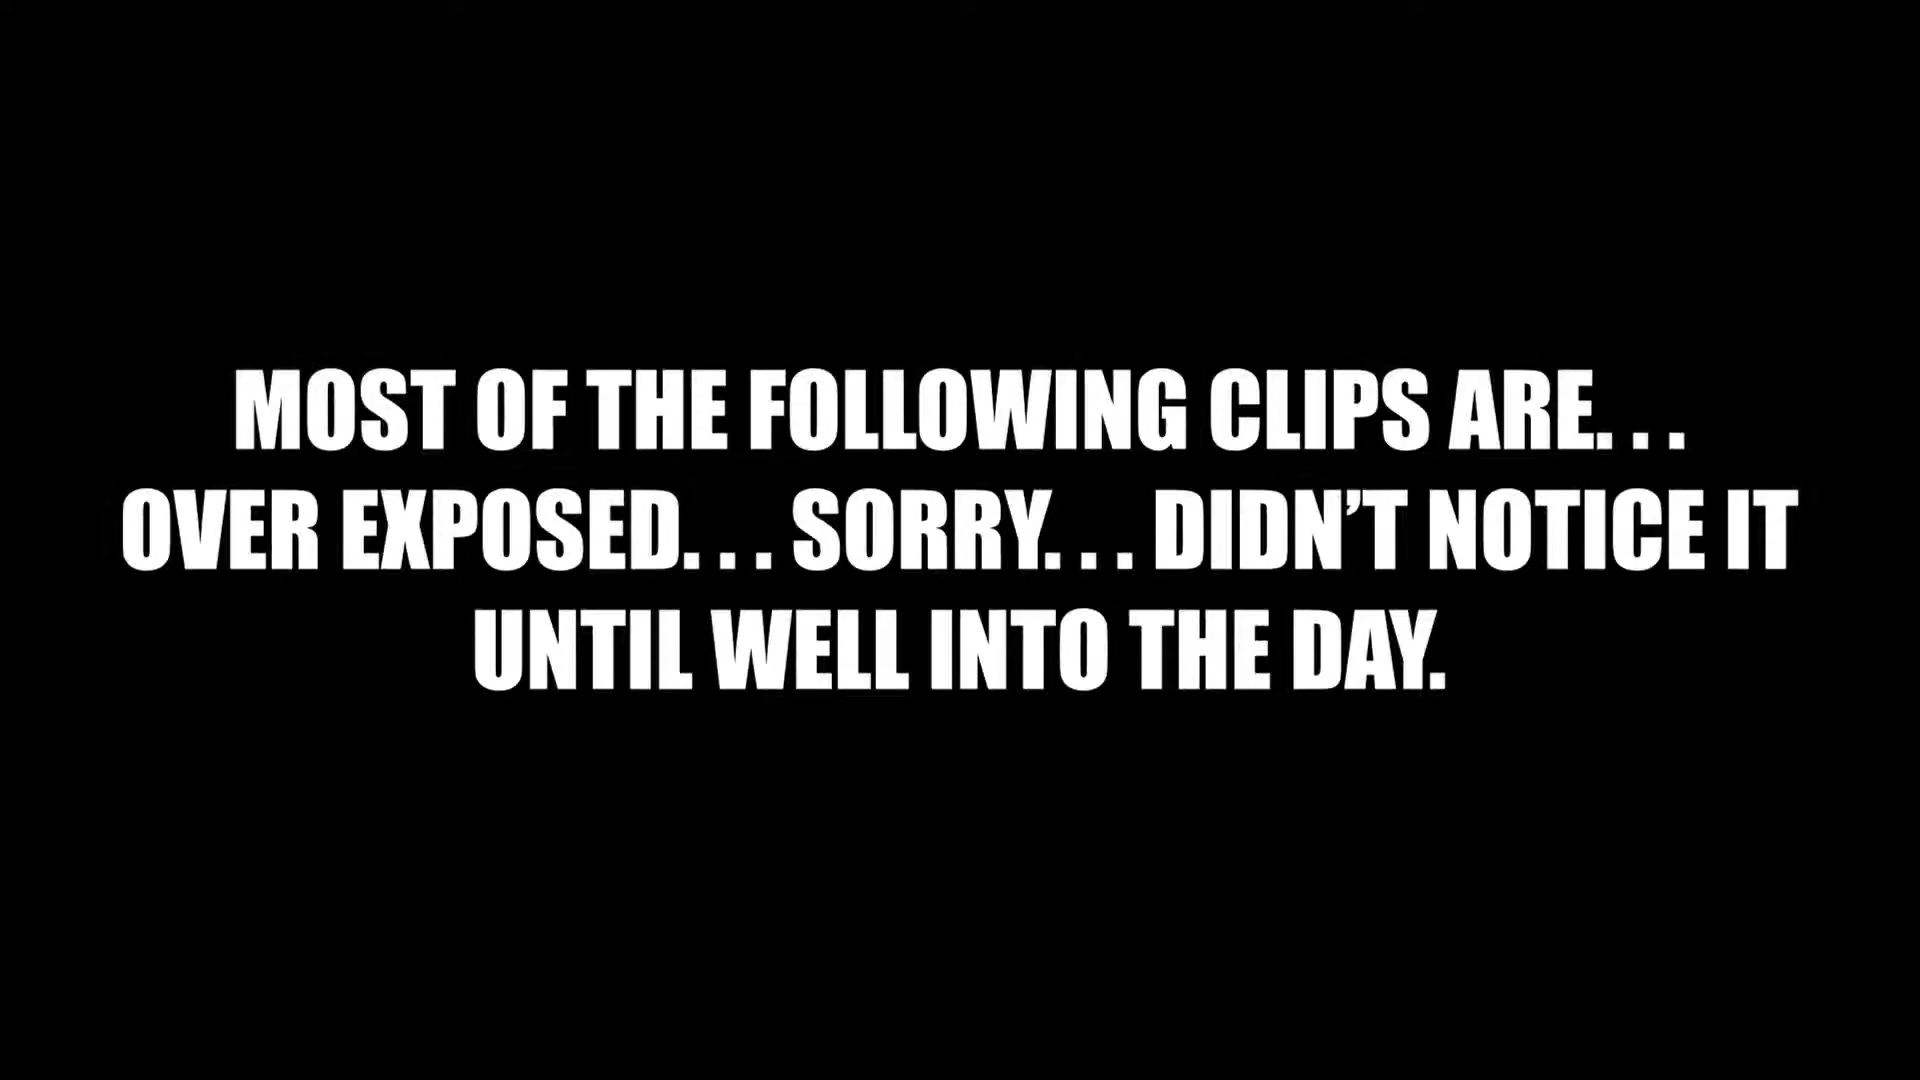 MOST OF THE FOLLOWING CLIPS ARE. . .
OVER EXPOSED. . . SORRY. . . DIDN’T NOTICE IT
UNTIL WELL INTO THE DAY.